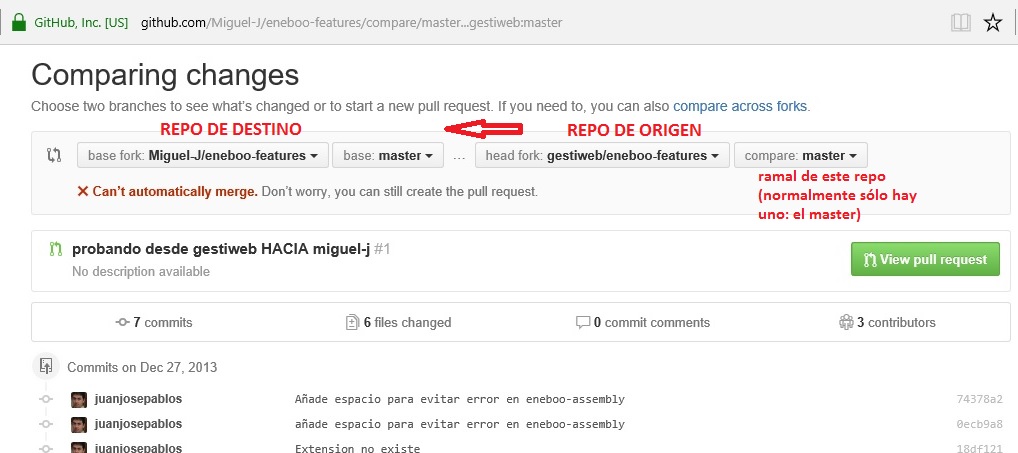 GitHub, Inc. [US] github.com/Miguel-J/eneboo-features/compare/master...gestiweb:master
Comparing changes
Choose two branches to see what's changed or to start a new pull request. If you need to, you can also compare across forks.
REPO DE DESTINO REPO DE ORIGEN
base fork: Miguel-J/eneboo-features base: master ... head fork: gestiweb/eneboo-features compare: master
ramal de este repo
(normalmente sólo hay
uno: el master)
Can't automatically merge. Don't worry, you can still create the pull request.
probando desde gestiweb HACIA miguel-j #1
No description available
View pull request
7 commits 6 files changed 0 commit comments 3 contributors
Commits on Dec 27, 2013
juanjosepablos Añade espacio para evitar error en eneboo-assembly 74378a2
juanjosepablos añade espacio para evitar error en eneboo-assembly 0ecb9a8
juanjosepablos Extension no existe 18df121